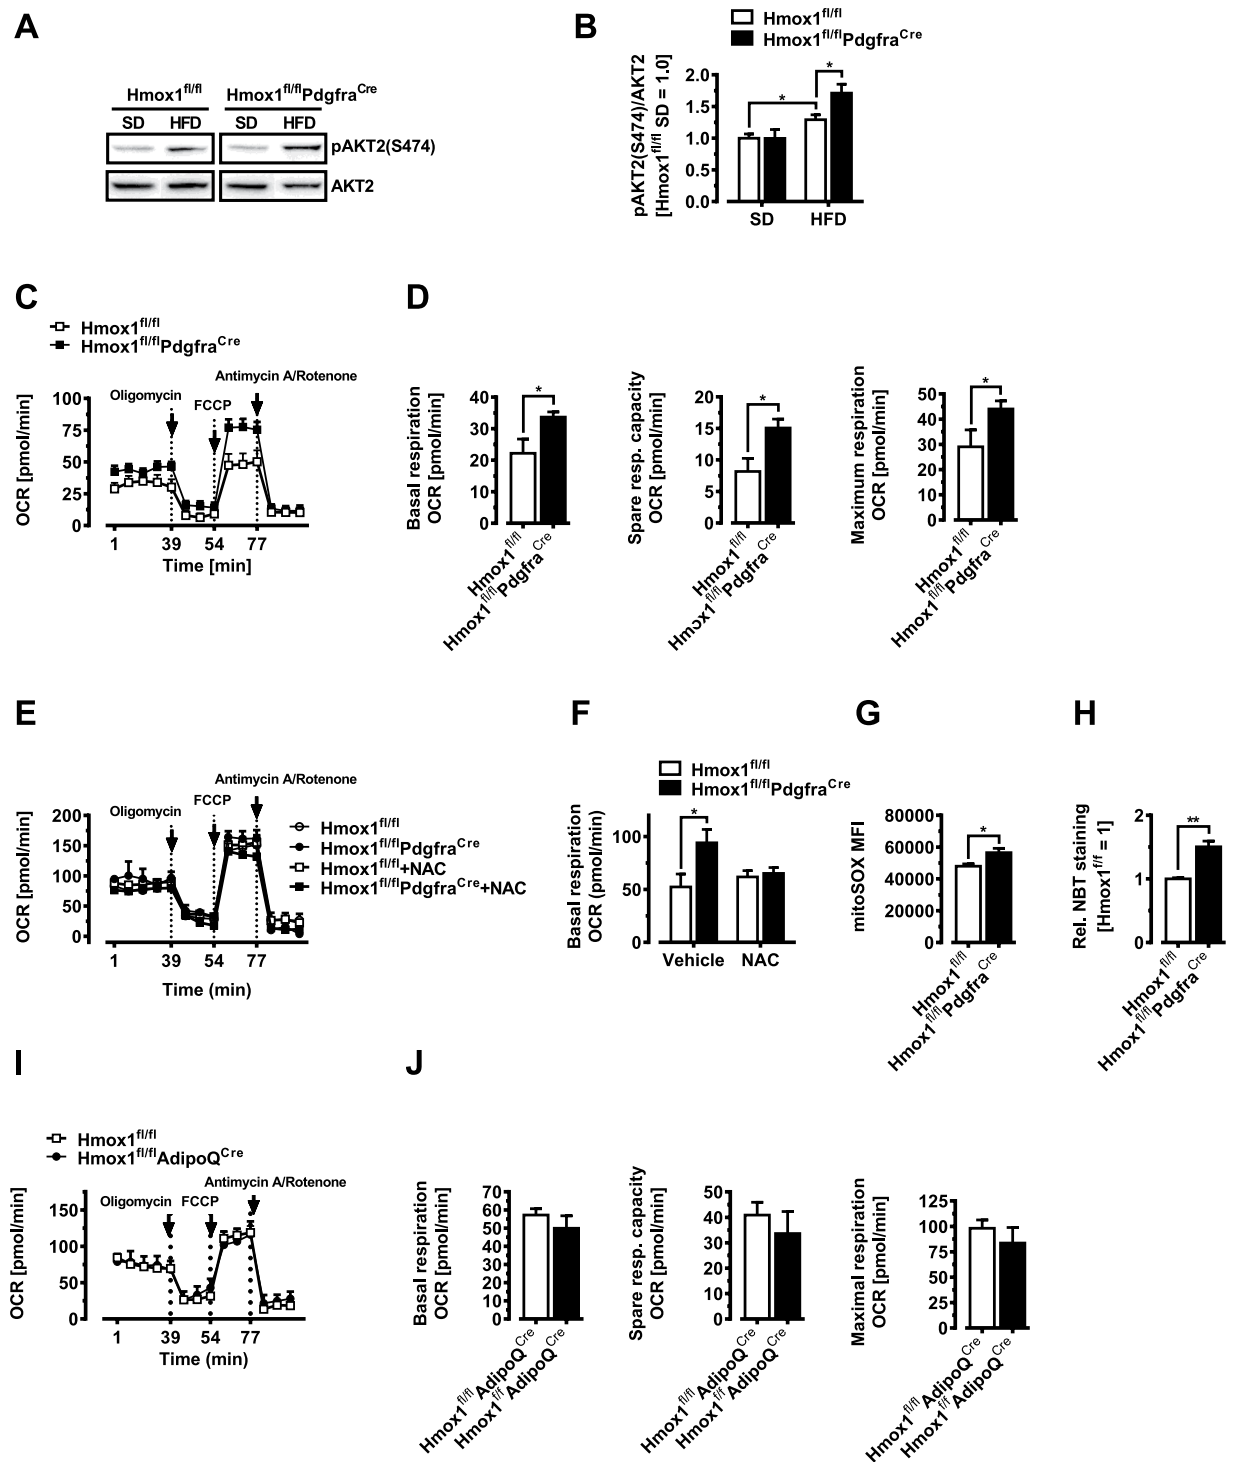 A
Hmox1fl/fl
Hmox1fl/flPdgfraCre
SD
HFD
SD
HFD
pAKT2(S474)
AKT2
B
Hmox1fl/fl
Hmox1fl/flPdgfraCre
pAKT2(S474)/AKT2
[Hmox1fl/fl SD = 1.0]
2.0
1.5
1.0
0.5
0.0
*
*
SD
HFD
C
Hmox1fl/fl
Hmox1fl/flPdgfraCre
Antimycin A/Rotenone
Oligomycin
FCCP
OCR [pmol/min]
100
75
50
25
0
1
39
54
77
Time [min]
D
Basal respiration
OCR [pmol/min]
40
30
20
10
0
*
Hmox1fl/fl
Hmox1fl/flPdgfraCre
Spare resp. capacity
OCR [pmol/min]
20
15
10
5
0
*
Hmox1fl/fl
Hmox1fl/flPdgfraCre
Maximum respiration
OCR [pmol/min]
50
40
30
20
10
0
*
Hmox1fl/fl
Hmox1fl/flPdgfraCre
E
Antimycin A/Rotenone
Oligomycin
FCCP
OCR [pmol/min]
200
150
100
50
0
1
39
54
77
Time (min)
Hmox1fl/fl
Hmox1fl/flPdgfraCre
Hmox1fl/fl+NAC
Hmox1fl/flPdgfraCre+NAC
F
Hmox1fl/fl
Hmox1fl/flPdgfraCre
Basal respiration
OCR (pmol/min)
100
50
0
*
Vehicle
NAC
G
mitoSOX MFI
80000
60000
40000
20000
0
*
Hmox1fl/fl
Hmox1fl/flPdgfraCre
H
Rel. NBT staining
[Hmox1f/f = 1]
2
1
0
**
Hmox1fl/fl
Hmox1fl/flPdgfraCre
I
Hmox1fl/fl
Hmox1fl/flAdipoQCre
Antimycin A/Rotenone
Oligomycin
FCCP
OCR [pmol/min]
150
100
50
0
1
39
54
77
Time (min)
J
Basal respiration
OCR [pmol/min]
70
60
50
40
30
20
10
0
Hmox1fl/flAdipoQCre
Hmox1f/fAdipoQCre
Spare resp. capacity
OCR [pmol/min]
50
40
30
20
10
0
Hmox1fl/flAdipoQCre
Hmox1f/fAdipoQCre
Maximal respiration
OCR [pmol/min]
125
100
75
50
25
0
Hmox1fl/flAdipoQCre
Hmox1f/fAdipoQCre